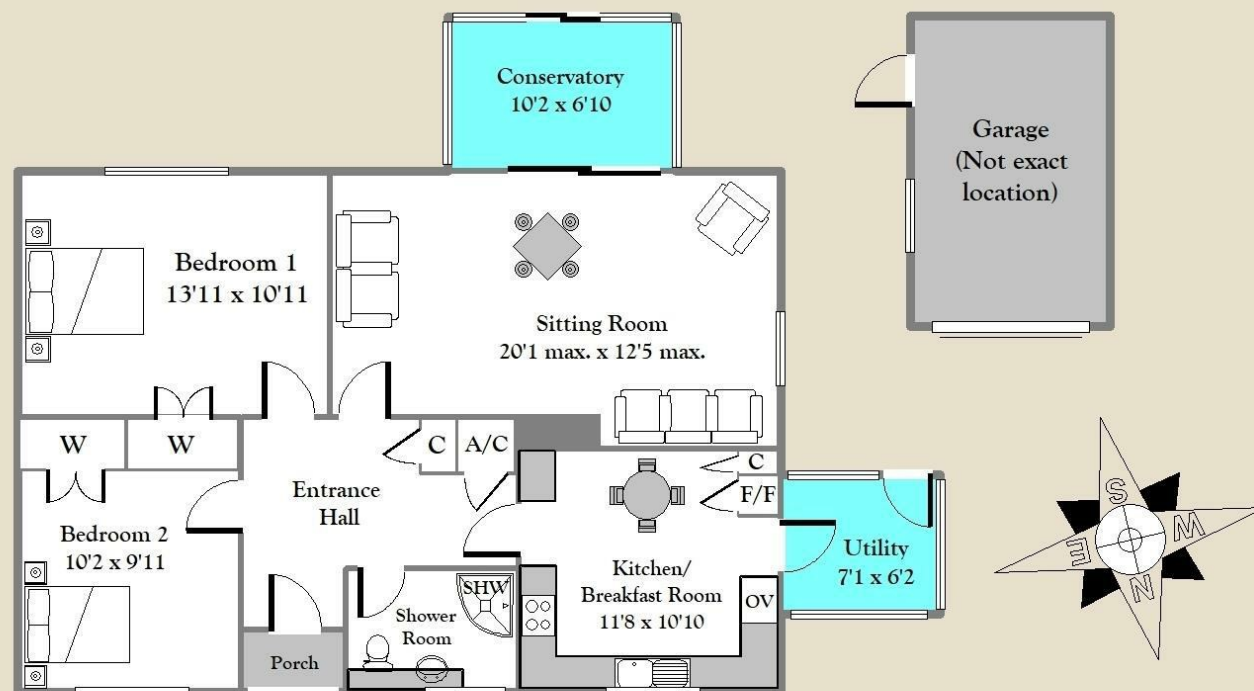 Conservatory
10'2 x 6'10
Garage
(Not exact
location)
Bedroom 1
13'11 x 10'11
Sitting Room
20'1 max. x 12'5 max.
W
W
C
A/C
C
F/F
Entrance
Hall
Bedroom 2
10'2 x 9'11
Utility
7'1 x 6'2
Kitchen/
Breakfast Room
11'8 x 10'10
OV
SHW
Shower
Room
Porch
S
W
E
N